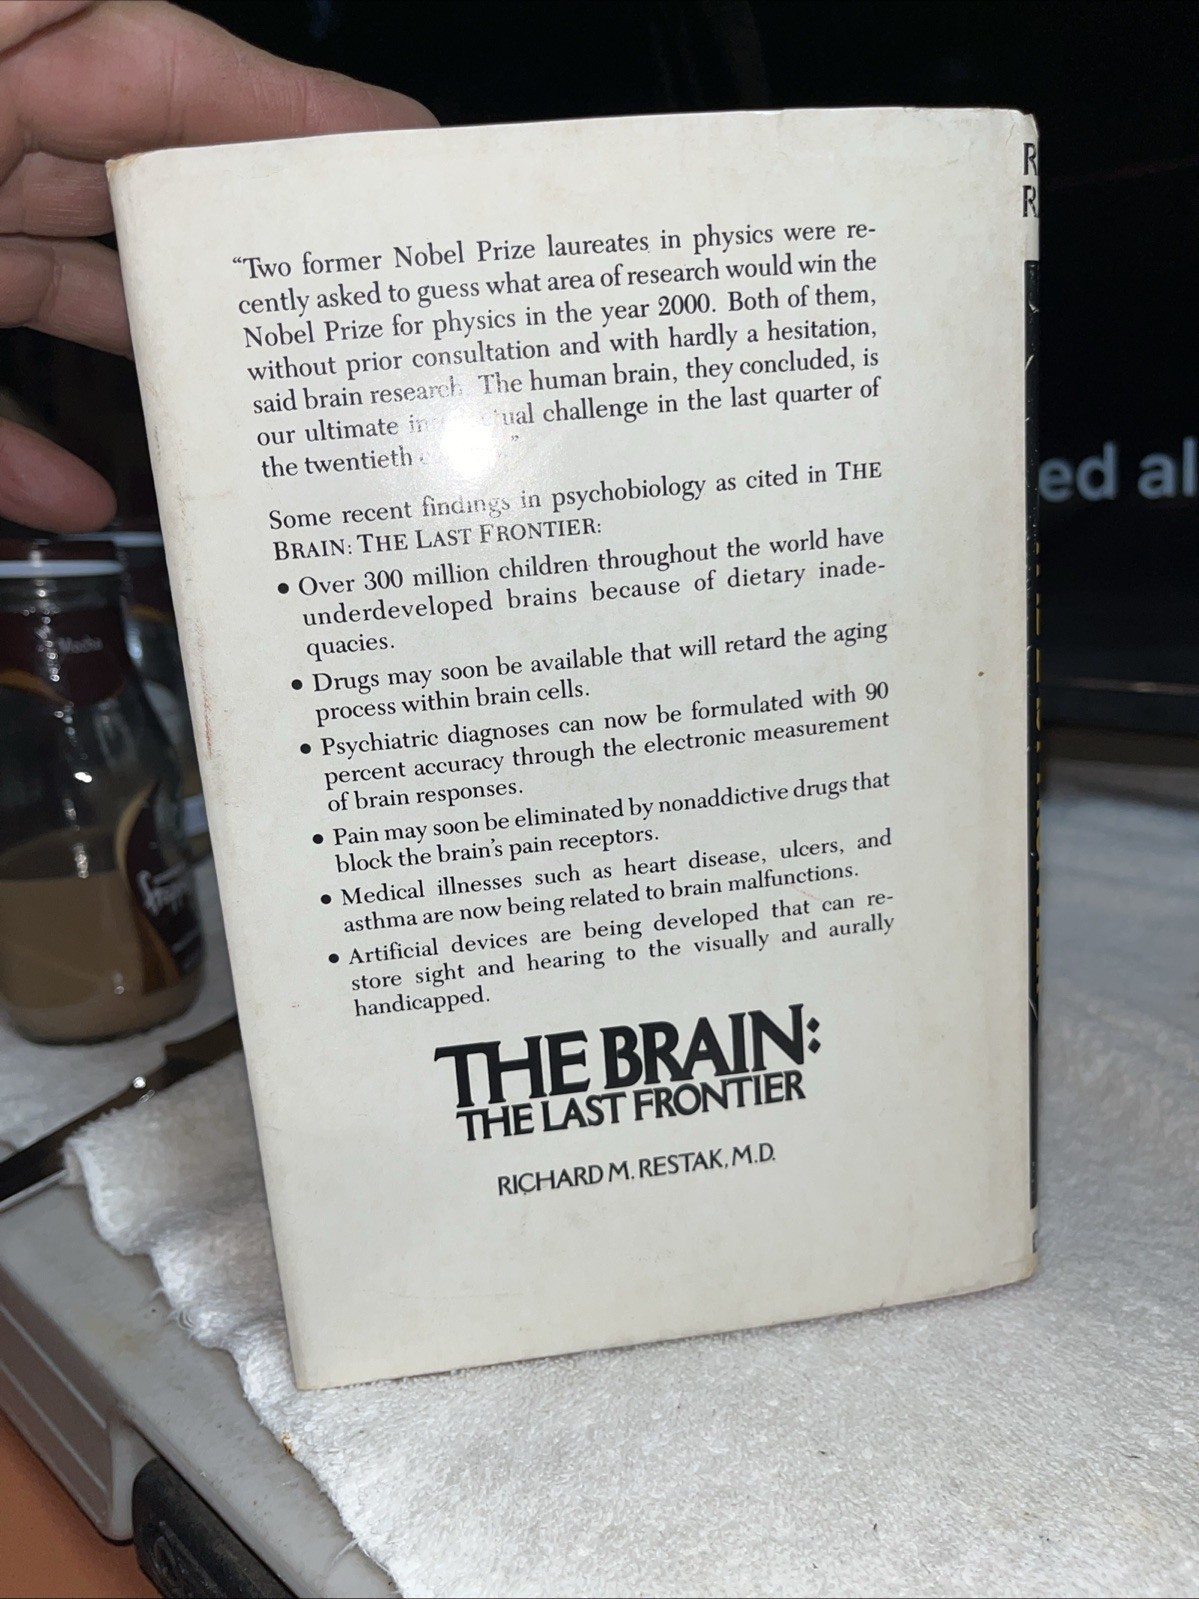 “Two former Nobel Prize laureates in physics were re-
cently asked to guess what area of research would win the
Nobel Prize for physics in the year 2000. Both of them,
without prior consultation and with hardly a hesitation,
said brain research. The human brain, they concluded, is
our ultimate challenge in the last quarter of
the twentieth ”
Some recent findings in psychobiology as cited in THE
BRAIN: THE LAST FRONTIER:
• Over 300 million children throughout the world have
underdeveloped brains because of dietary inade-
quacies.
• Drugs may soon be available that will retard the aging
process within brain cells.
• Psychiatric diagnoses can now be formulated with 90
percent accuracy through the electronic measurement
of brain responses.
• Pain may soon be eliminated by nonaddictive drugs that
block the brain’s pain receptors.
• Medical illnesses such as heart disease, ulcers, and
asthma are now being related to brain malfunctions.
• Artificial devices are being developed that can re-
store sight and hearing to the visually and aurally
handicapped.
THE BRAIN:
THE LAST FRONTIER
RICHARD M. RESTAK, M.D.
ed al
Mocha